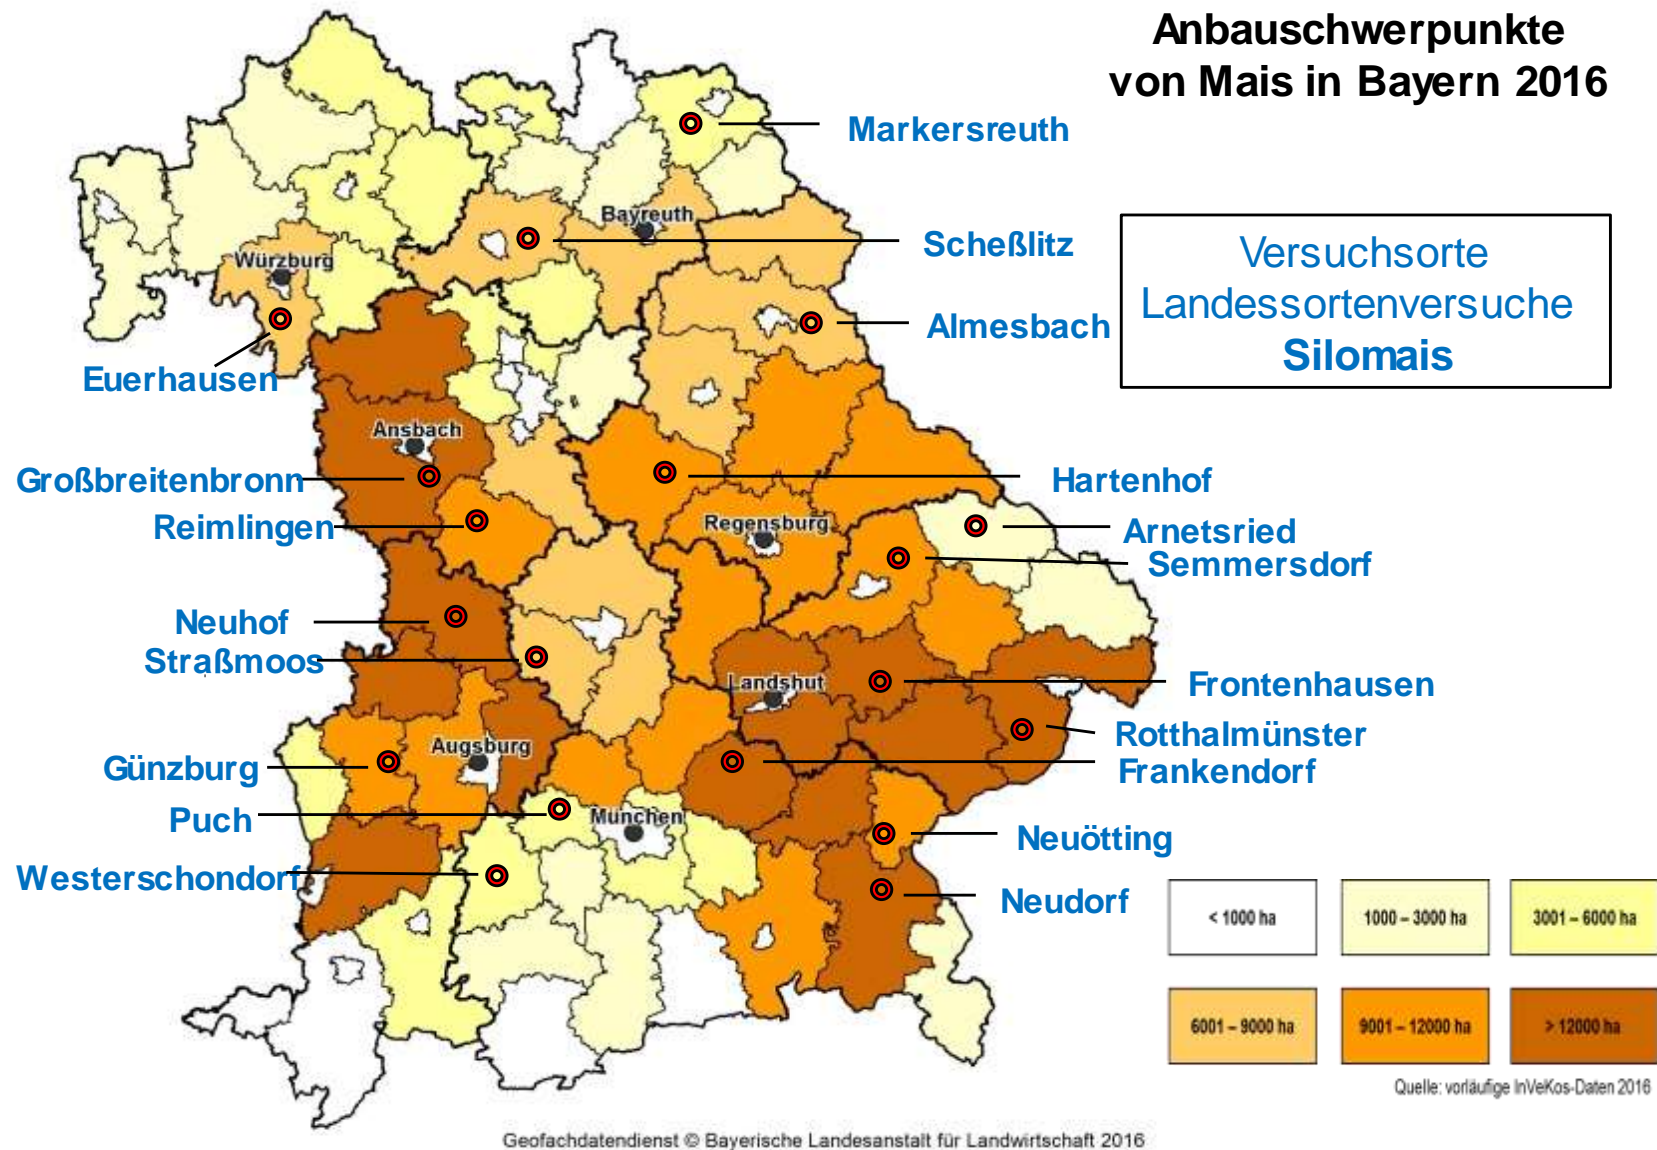 Anbauschwerpunkte
von Mais in Bayern 2016
Markersreuth
Bayreuth
Scheßlitz
Versuchsorte
Landessortenversuche
Silomais
Würzburg
Almesbach
Euerhausen
Ansbach
Großbreitenbronn
Hartenhof
Reimlingen
Regensburg
Arnetsried
Semmersdorf
Neuhof
Straßmoos
Landshut
Frontenhausen
Rotthalmünster
Frankendorf
Günzburg
Augsburg
Puch
München
Neuötting
Westerschondorf
Neudorf
< 1000 ha
1000 – 3000 ha
3001 – 6000 ha
6001 – 9000 ha
9001 – 12000 ha
> 12000 ha
Quelle: vorläufige InVeKos-Daten 2016
Geofachdatendienst © Bayerische Landesanstalt für Landwirtschaft 2016